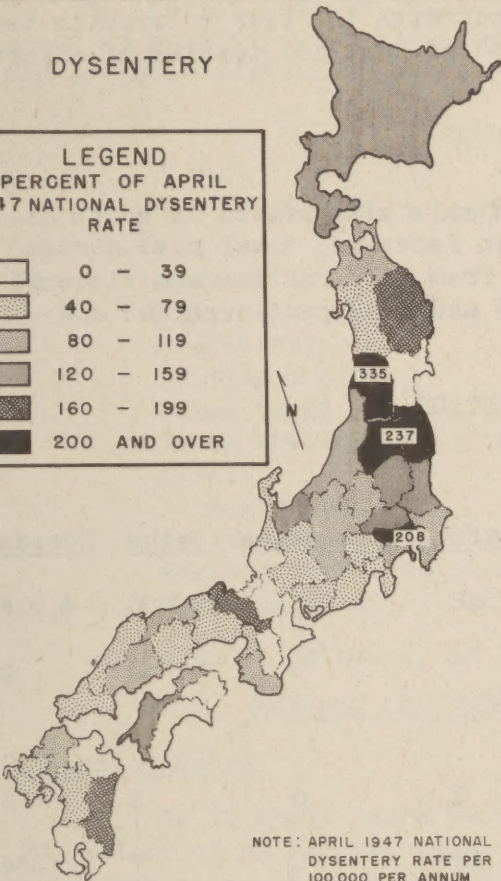 DYSENTERY
LEGEND
PERCENT OF APRIL
47 NATIONAL DYSENTERY
RATE
0 – 39
40 – 79
80 – 119
120 – 159
160 – 199
200 AND OVER
N
335
237
208
NOTE: APRIL 1947 NATIONAL
DYSENTERY RATE PER
100,000 PER ANNUM